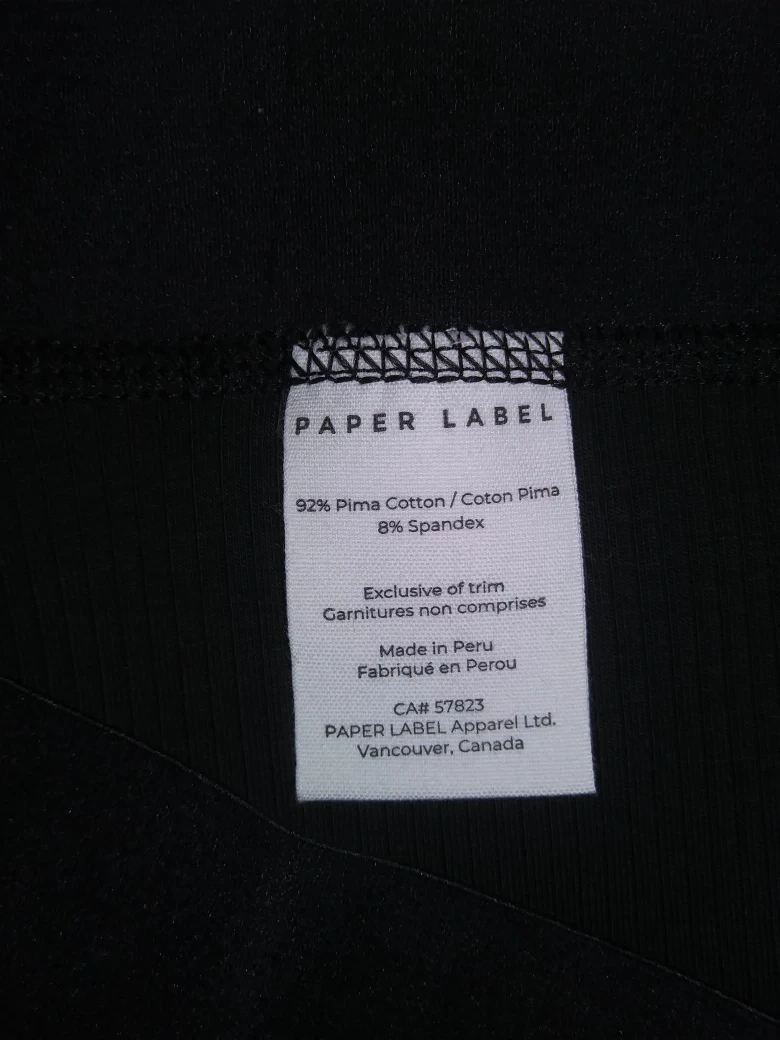 PAPER LABEL
92% Pima Cotton / Coton Pima
8% Spandex
Exclusive of trim
Garnitures non comprises
Made in Peru
Fabriqué en Perou
CA# 57823
PAPER LABEL Apparel Ltd.
Vancouver, Canada